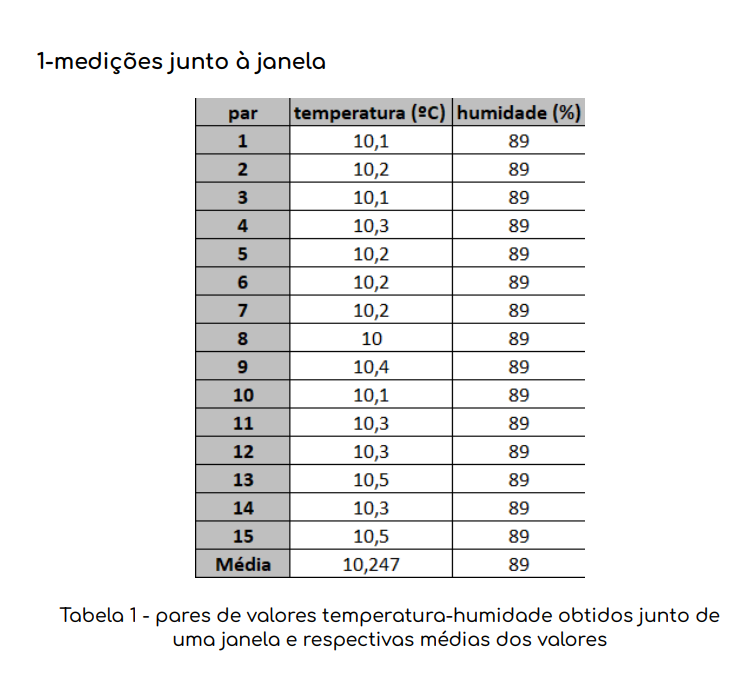 1-medições junto à janela
par temperatura (ºC) humidade (%)
1 10,1 89
2 10,2 89
3 10,1 89
4 10,3 89
5 10,2 89
6 10,2 89
7 10,2 89
8 10 89
9 10,4 89
10 10,1 89
11 10,3 89
12 10,3 89
13 10,5 89
14 10,3 89
15 10,5 89
Média 10,247 89
Tabela 1 - pares de valores temperatura-humidade obtidos junto de
uma janela e respectivas médias dos valores